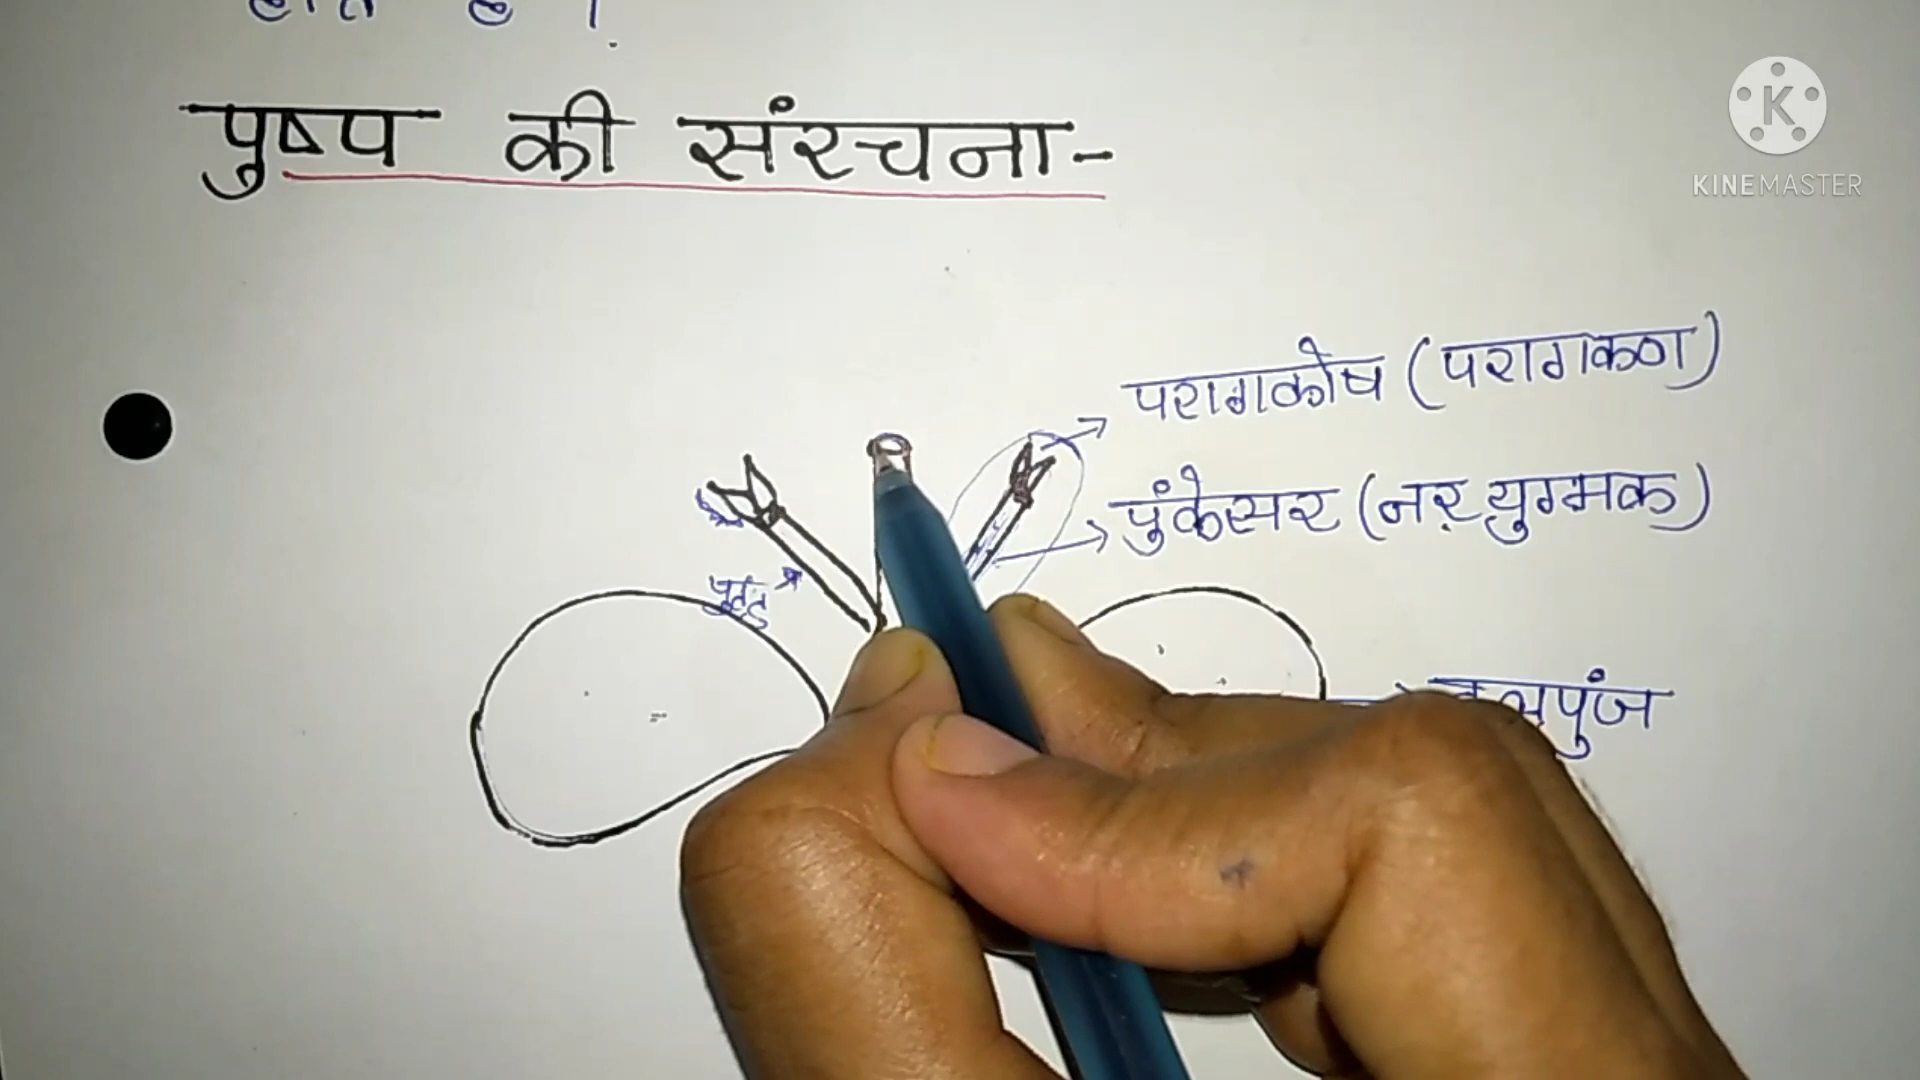 पुष्प की संरचना-
KINEMASTER
परागकोष (परागकण)
पुंकेसर (नर युग्मक)
पुतंतु